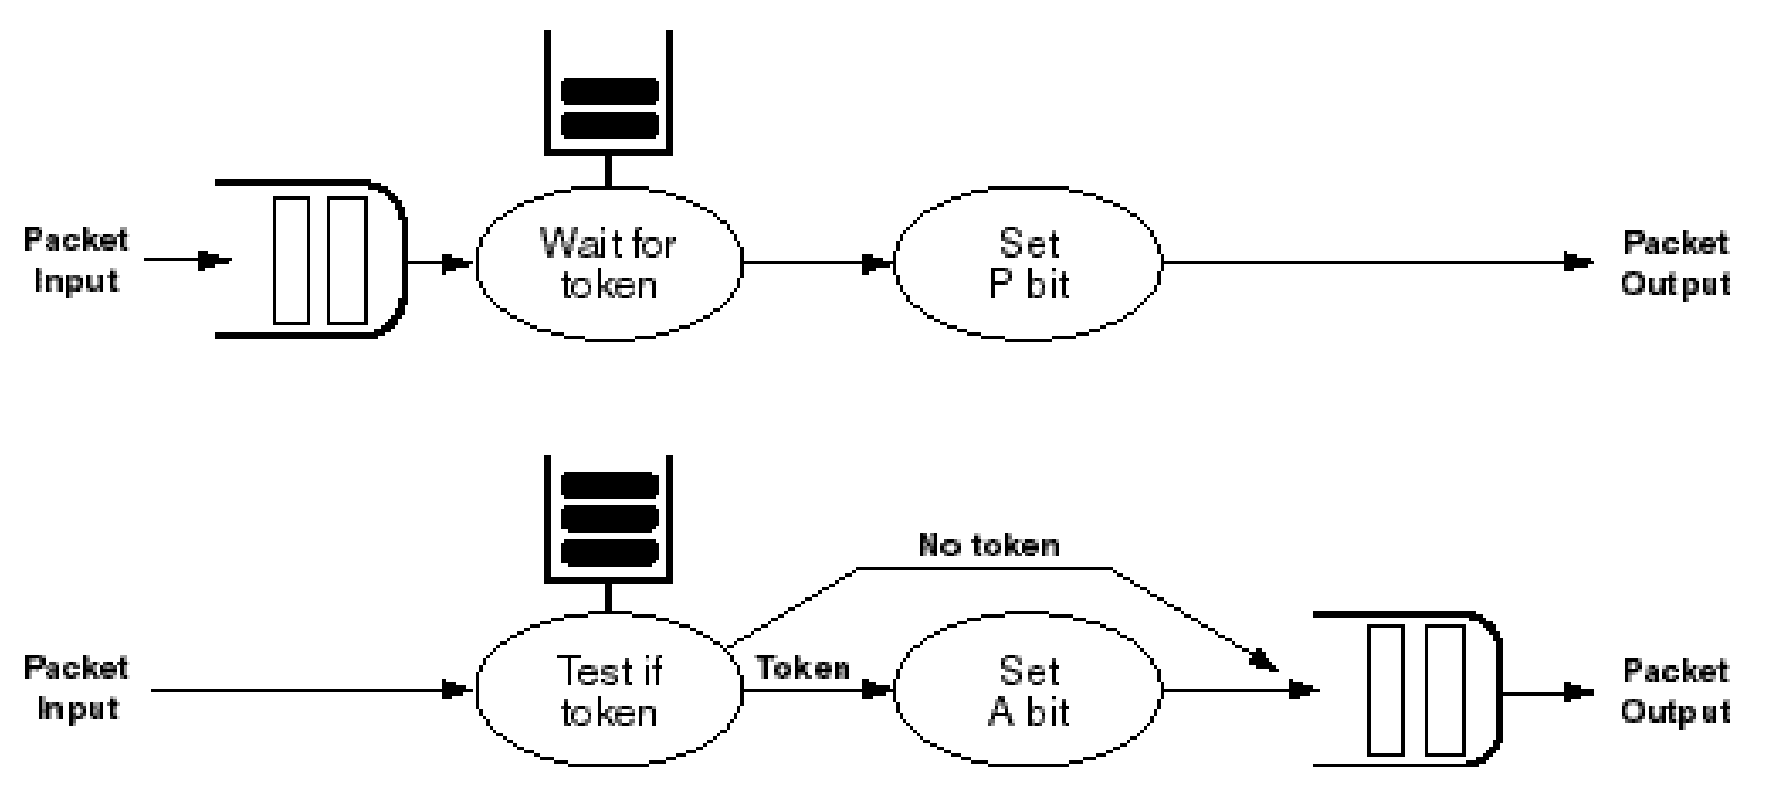 Packet
Input
Wait for
token
Set
P bit
Packet
Output
No token
Packet
Input
Test if
token
Token
Set
A bit
Packet
Output